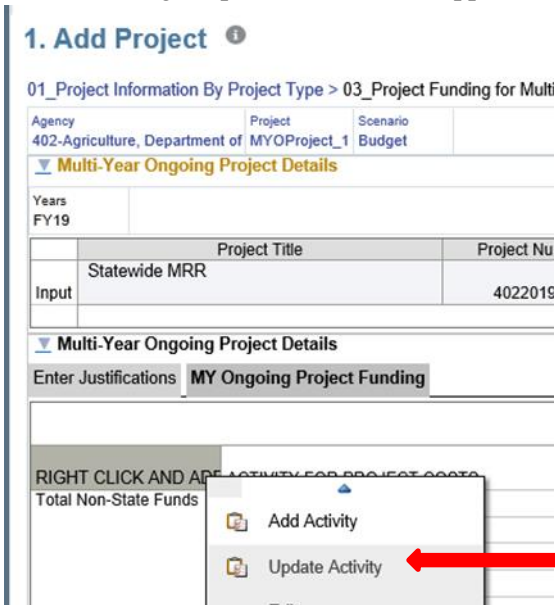 1. Add Project
01_Project Information By Project Type > 03_Project Funding for Multi
Agency Project Scenario
402-Agriculture, Department of MYOProject_1 Budget
Multi-Year Ongoing Project Details
Years
FY19
Project Title Project Nu
Statewide MRR
Input 4022019
Multi-Year Ongoing Project Details
Enter Justifications MY Ongoing Project Funding
RIGHT CLICK AND ADD ACTIVITY FOR PROJECT COSTS
Total Non-State Funds
Add Activity
Update Activity